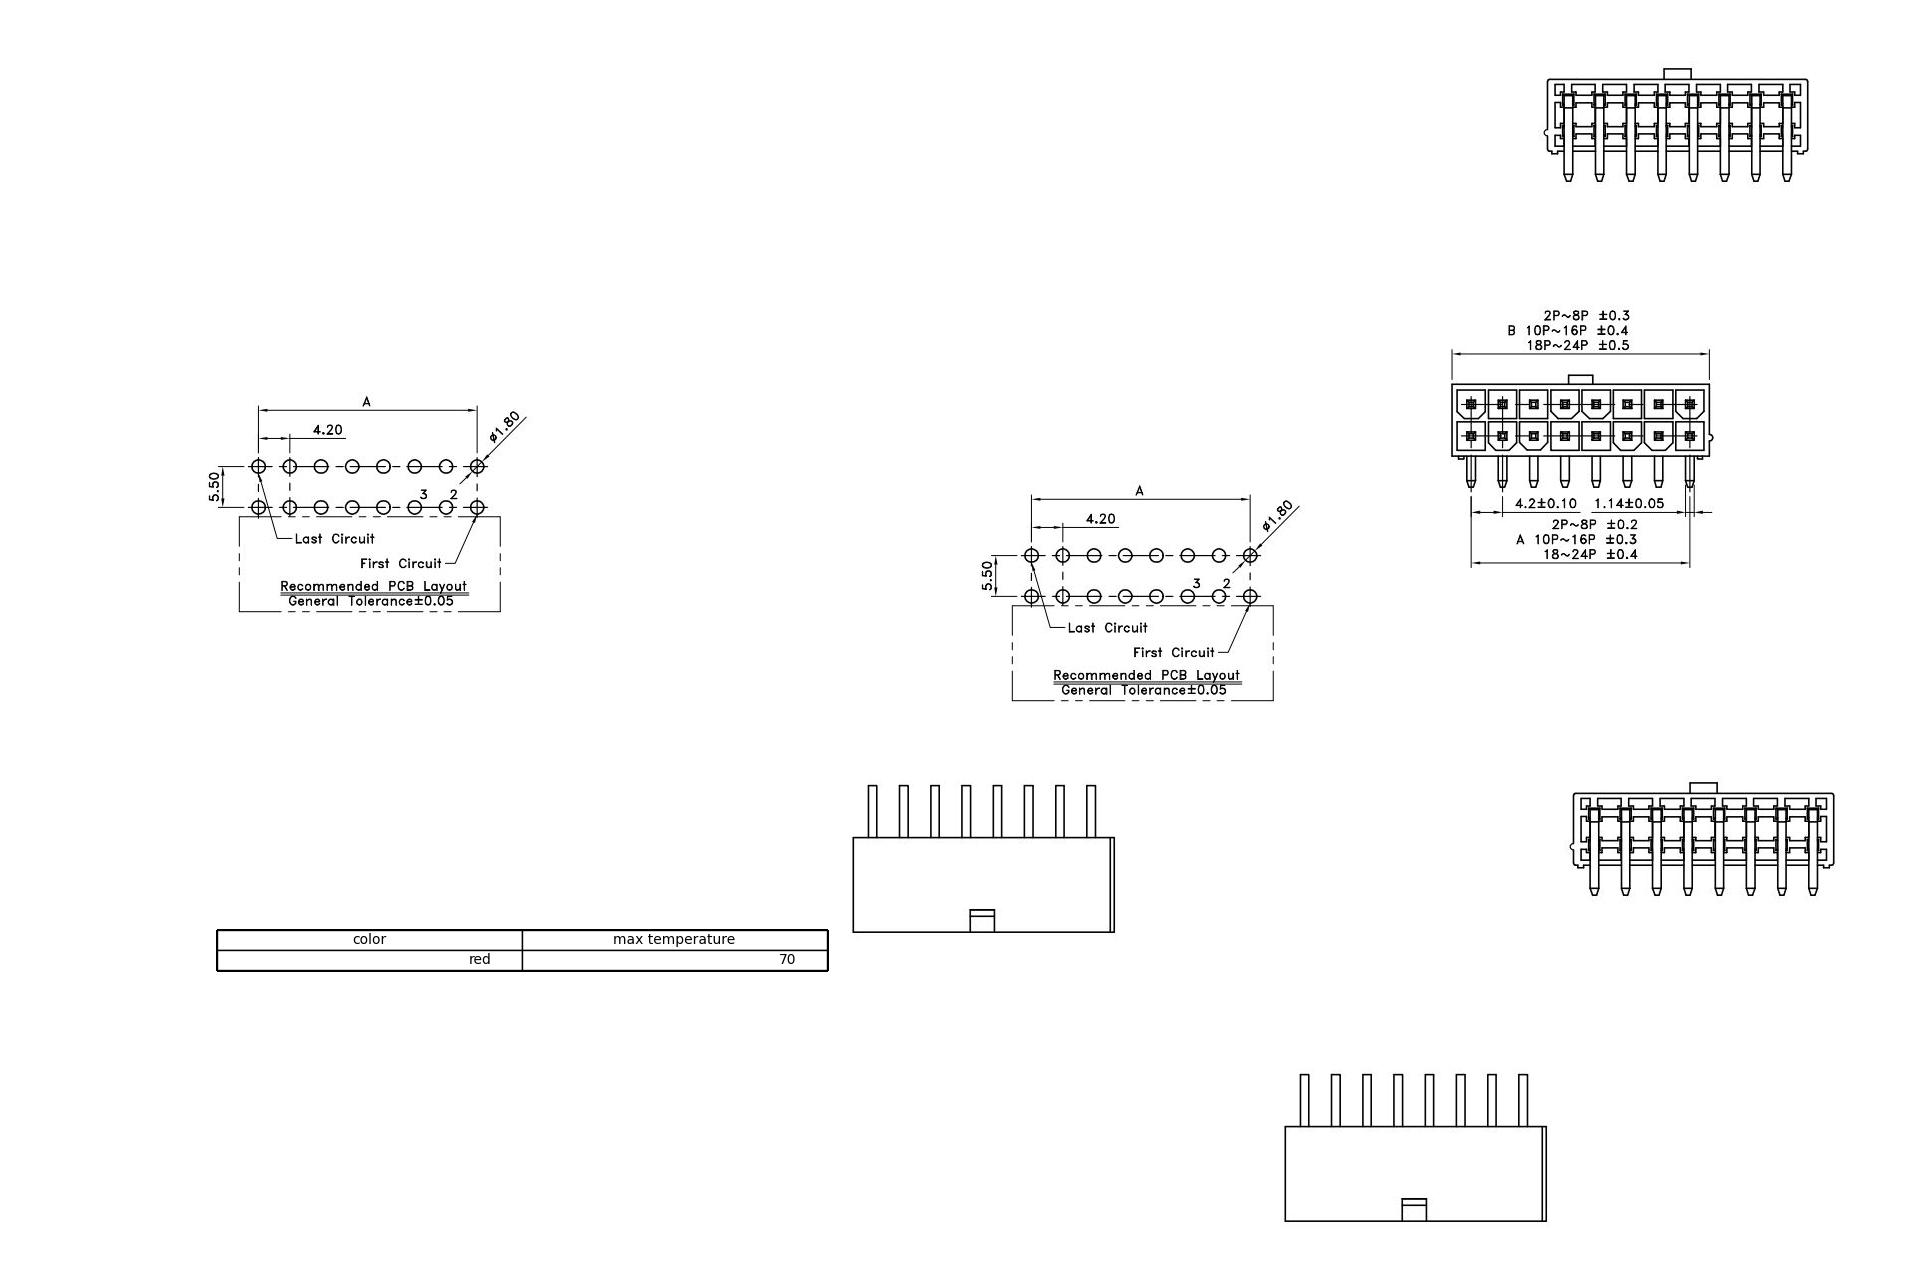 2P~8P ±0.3
B 10P~16P ±0.4
18P~24P ±0.5
4.2±0.10 1.14±0.05
2P~8P ±0.2
A 10P~16P ±0.3
18~24P ±0.4
A
4.20
ø1.80
5.50
3 2
Last Circuit
First Circuit
Recommended PCB Layout
General Tolerance±0.05
A
4.20
ø1.80
5.50
3 2
Last Circuit
First Circuit
Recommended PCB Layout
General Tolerance±0.05
color max temperature
red 70